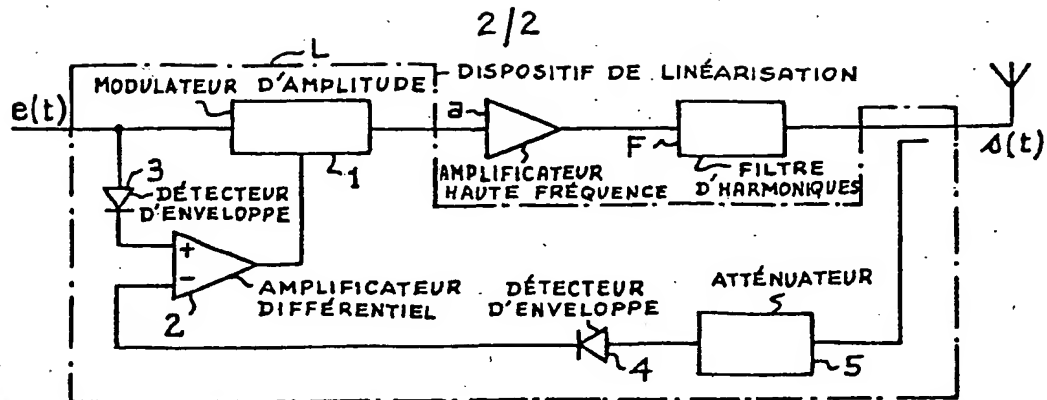 2/2
L
MODULATEUR D'AMPLITUDE
DISPOSITIF DE LINÉARISATION
e(t)
a
F
s(t)
1
3
DÉTECTEUR
D'ENVELOPPE
AMPLIFICATEUR
HAUTE FRÉQUENCE
FILTRE
D'HARMONIQUES
+
-
2
AMPLIFICATEUR
DIFFÉRENTIEL
DÉTECTEUR
D'ENVELOPPE
4
ATTÉNUATEUR
5